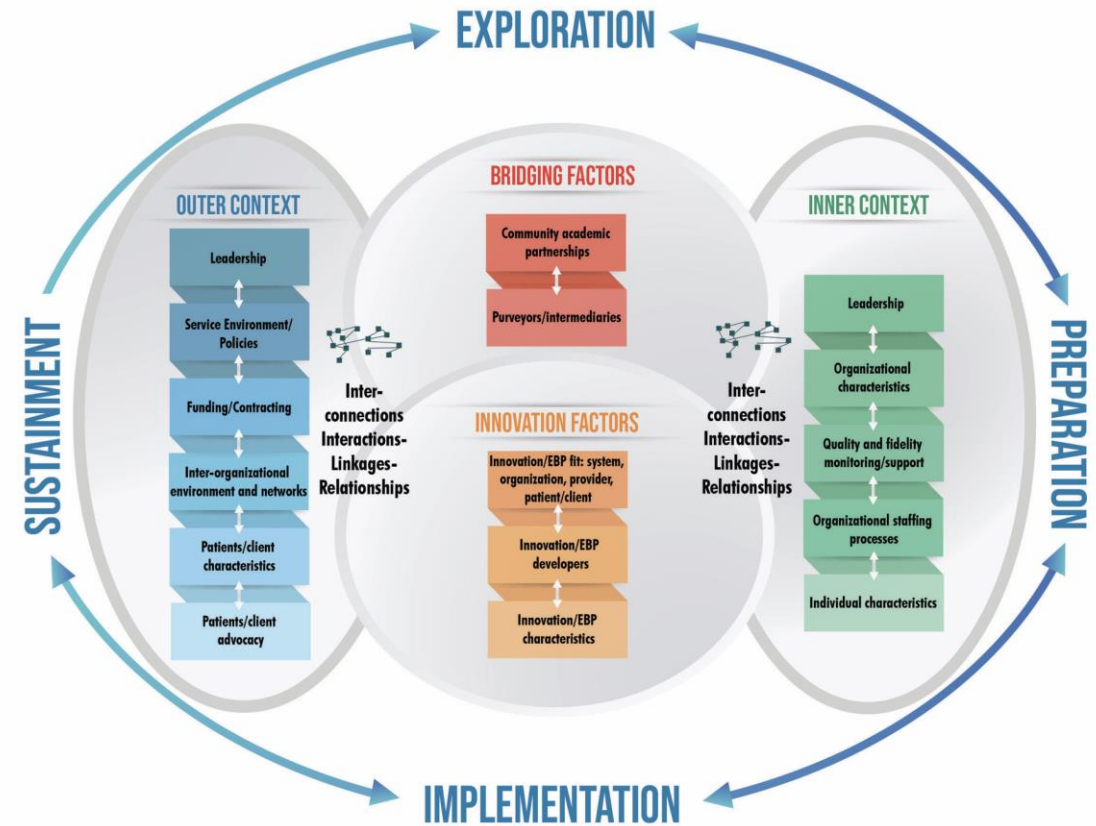 EXPLORATION
BRIDGING FACTORS
OUTER CONTEXT
INNER CONTEXT
Leadership
Service Environment/
Policies
Funding/Contracting
Inter-organizational
environment and networks
Patients/client
characteristics
Patients/client
advocacy
Inter-
connections
Interactions-
Linkages-
Relationships
Community academic
partnerships
Purveyors/intermediaries
INNOVATION FACTORS
Innovation/EBP fit: system,
organization, provider,
patient/client
Innovation/EBP
developers
Innovation/EBP
characteristics
Inter-
connections
Interactions-
Linkages-
Relationships
Leadership
Organizational
characteristics
Quality and fidelity
monitoring/support
Organizational staffing
processes
Individual characteristics
SUSTAINMENT
PREPARATION
IMPLEMENTATION